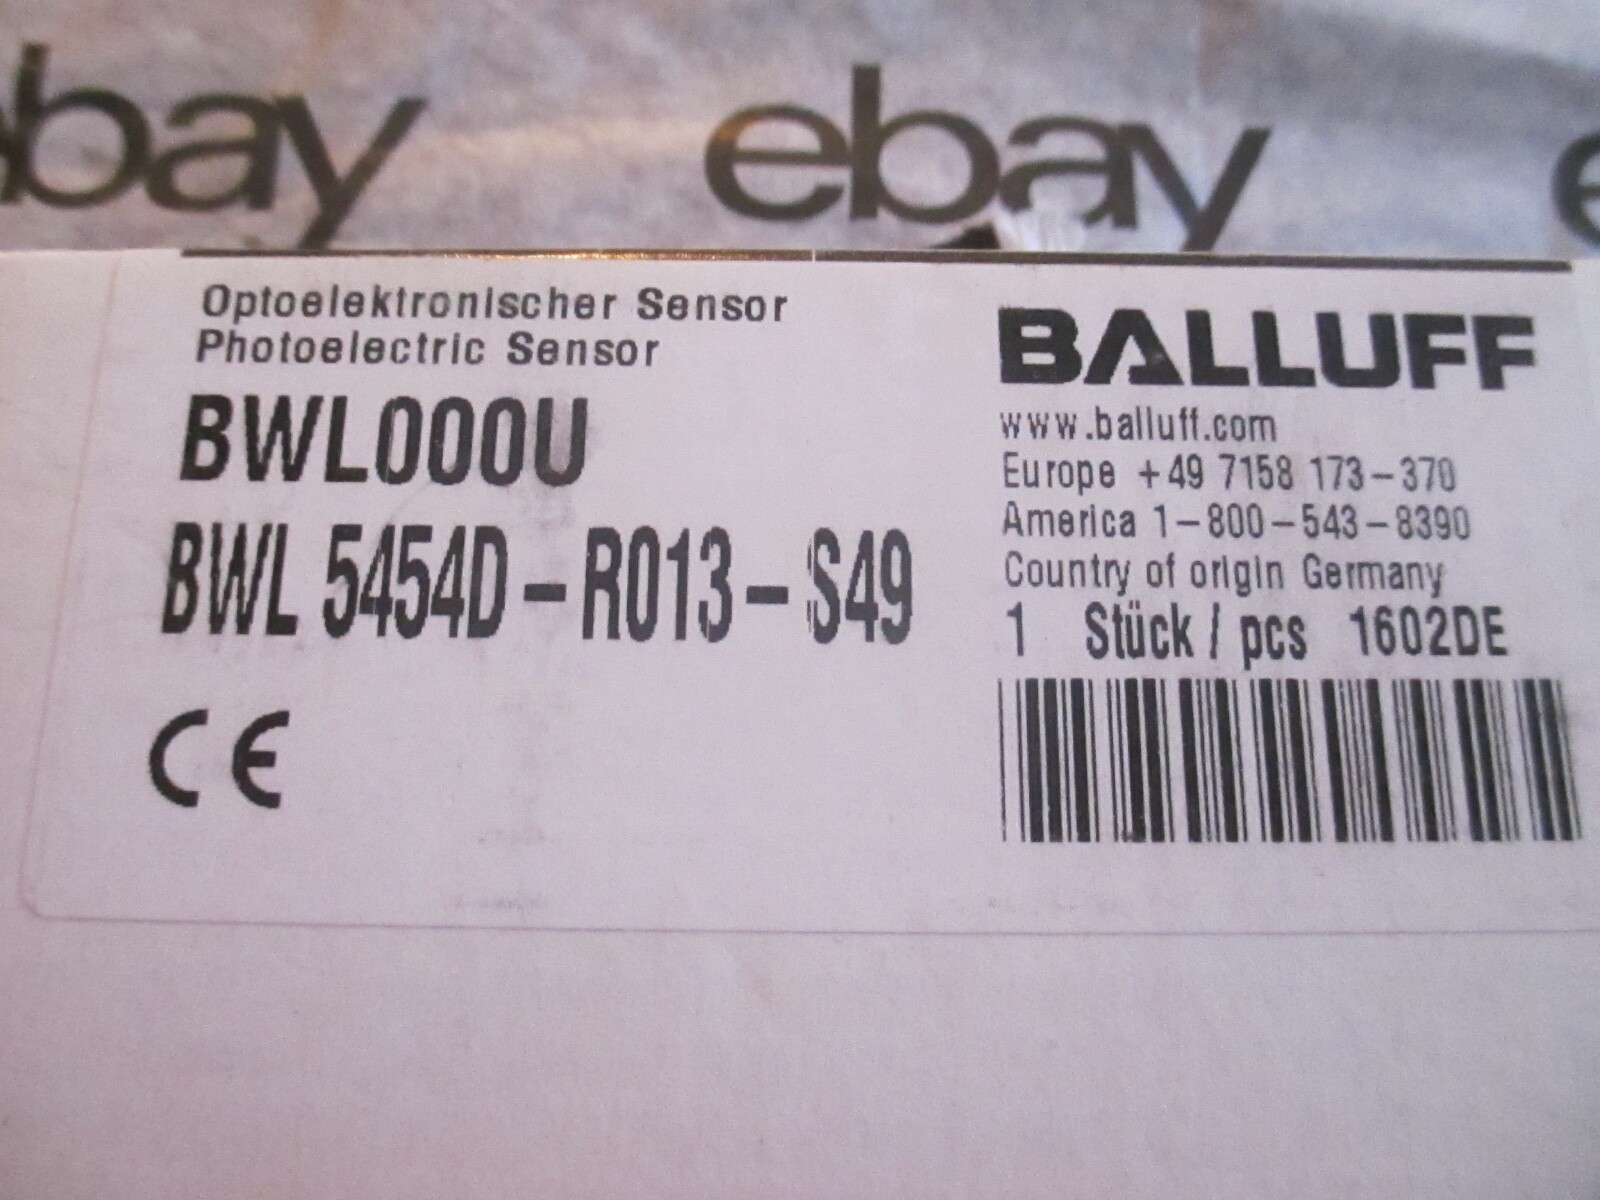 ebay ebay e
Optoelektronischer Sensor
Photoelectric Sensor
BWL000U
BWL 5454D-R013-S49
CE
BALLUFF
www.balluff.com
Europe +49 7158 173-370
America 1-800-543-8390
Country of origin Germany
1 Stück / pcs 1602DE